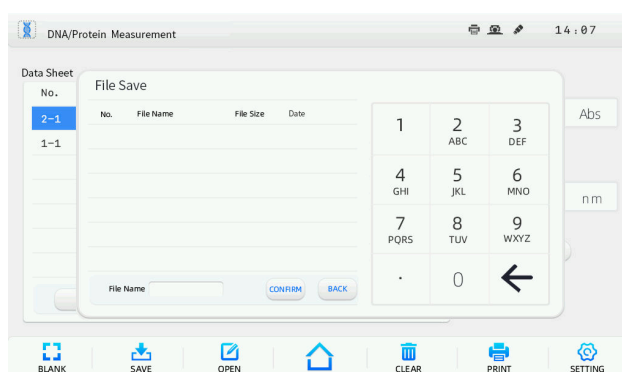 DNA/Protein Measurement
14:07
Data Sheet
No.
2-1
1-1
Abs
nm
File Save
No. File Name File Size Date
1 2 3
ABC DEF
4 5 6
GHI JKL MNO
7 8 9
PQRS TUV WXYZ
. 0
File Name CONFIRM BACK
BLANK SAVE OPEN CLEAR PRINT SETTING